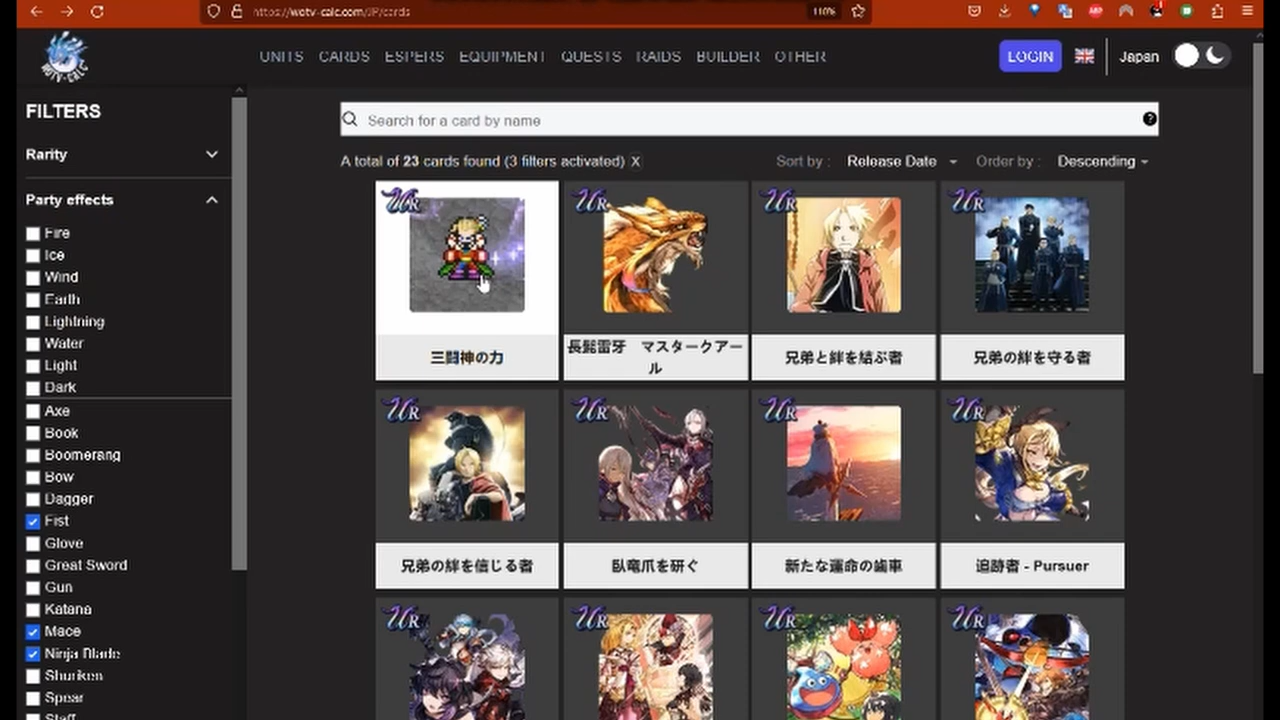 https://wotv-calc.com/JP/cards
110%
WOTV-CALC
UNITS CARDS ESPERS EQUIPMENT QUESTS RAIDS BUILDER OTHER
LOGIN
Japan
FILTERS
Search for a card by name
Rarity
A total of 23 cards found (3 filters activated) X
Sort by : Release Date
Order by : Descending
Party effects
Fire
Ice
Wind
Earth
Lightning
Water
Light
Dark
Axe
Book
Boomerang
Bow
Dagger
Fist
Glove
Great Sword
Gun
Katana
Mace
Ninja Blade
Shuriken
Spear
Staff
UR
UR
UR
UR
三闘神の力
長髭雷牙　マスタークアー
ル
兄弟と絆を結ぶ者
兄弟の絆を守る者
UR
UR
UR
UR
兄弟の絆を信じる者
臥竜爪を研ぐ
新たな運命の歯車
追跡者 - Pursuer
UR
UR
UR
UR